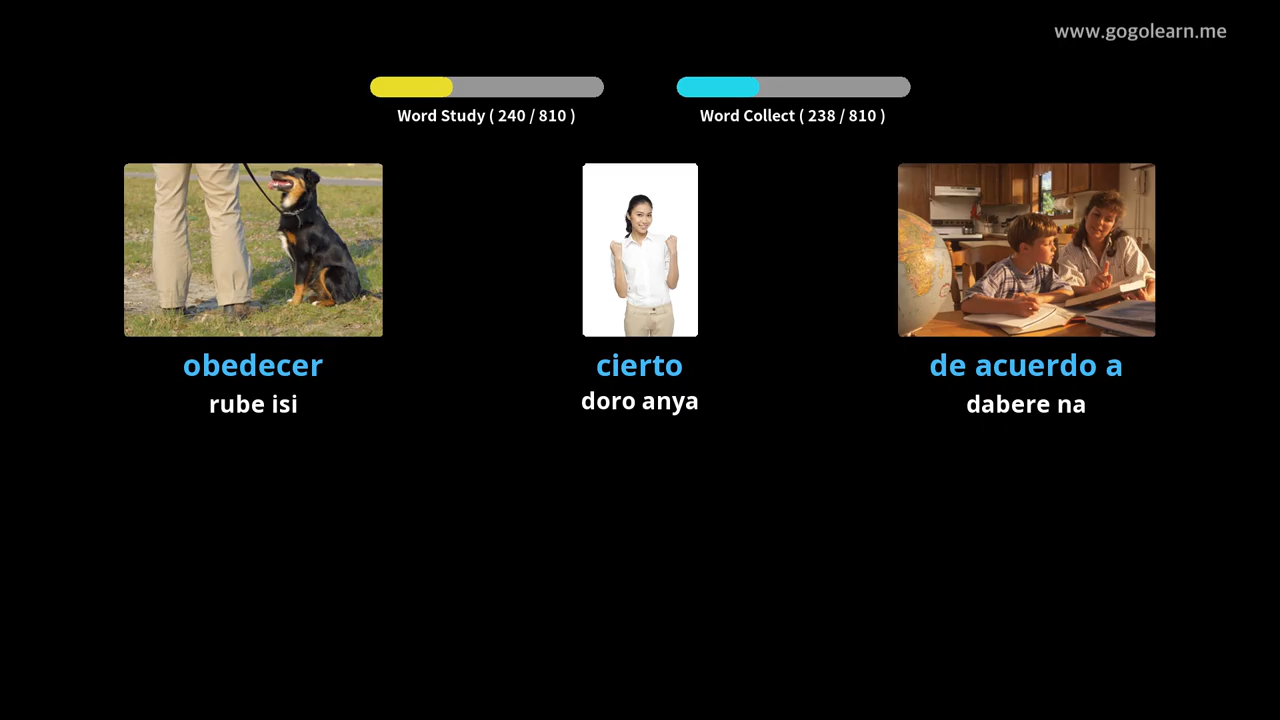 www.gogolearn.me
Word Study ( 240 / 810 )
Word Collect ( 238 / 810 )
obedecer
rube isi
cierto
doro anya
de acuerdo a
dabere na